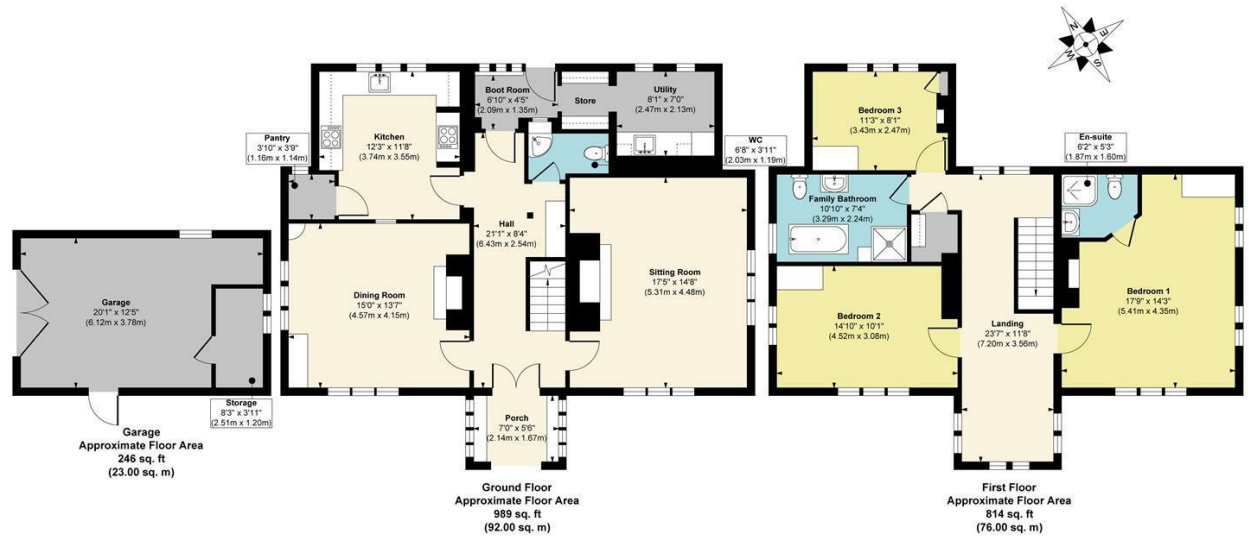 N
E
S
W
Garage
20'1" x 12'5"
(6.12m x 3.78m)
Storage
8'3" x 3'11"
(2.51m x 1.20m)
Garage
Approximate Floor Area
246 sq. ft
(23.00 sq. m)
Boot Room
6'10" x 4'5"
(2.09m x 1.35m)
Store
Utility
8'1" x 7'0"
(2.47m x 2.13m)
Pantry
3'10" x 3'9"
(1.16m x 1.14m)
Kitchen
12'3" x 11'8"
(3.74m x 3.55m)
WC
6'8" x 3'11"
(2.03m x 1.19m)
Hall
21'1" x 8'4"
(6.43m x 2.54m)
Dining Room
15'0" x 13'7"
(4.57m x 4.15m)
Sitting Room
17'5" x 14'8"
(5.31m x 4.48m)
Porch
7'0" x 5'6"
(2.14m x 1.67m)
Ground Floor
Approximate Floor Area
989 sq. ft
(92.00 sq. m)
Bedroom 3
11'3" x 8'1"
(3.43m x 2.47m)
En-suite
6'2" x 5'3"
(1.87m x 1.60m)
Family Bathroom
10'10" x 7'4"
(3.29m x 2.24m)
Bedroom 2
14'10" x 10'1"
(4.52m x 3.08m)
Landing
23'7" x 11'8"
(7.20m x 3.56m)
Bedroom 1
17'9" x 14'3"
(5.41m x 4.35m)
First Floor
Approximate Floor Area
814 sq. ft
(76.00 sq. m)